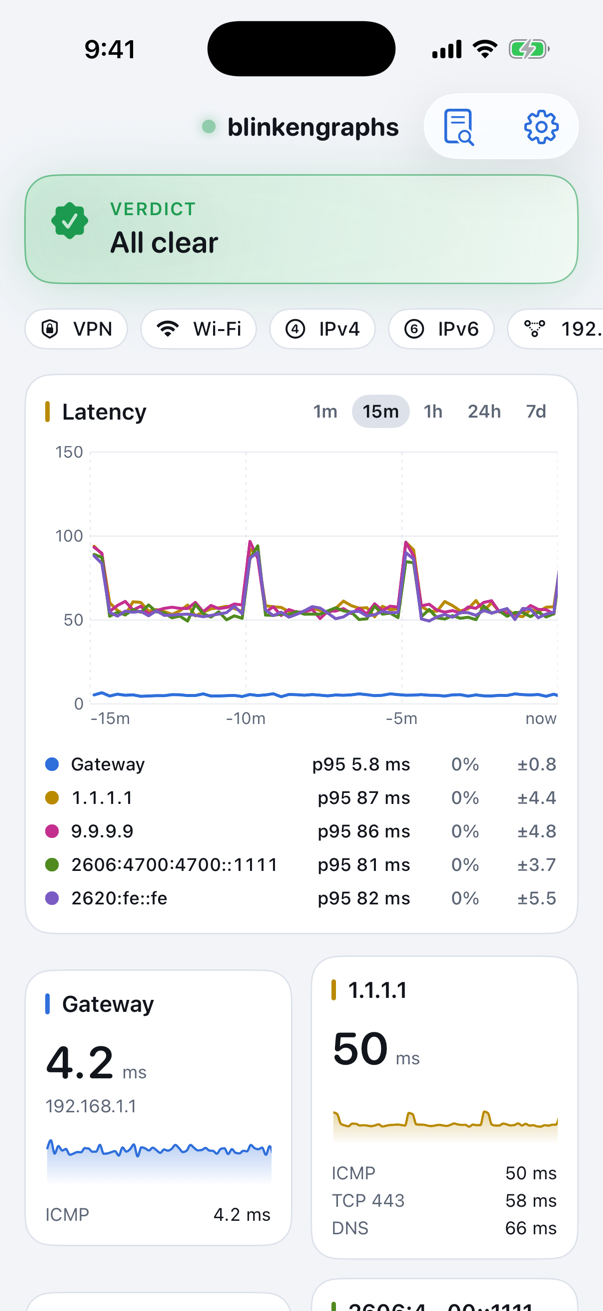 9:41
blinkengraphs
VERDICT
All clear
VPN
Wi-Fi
4 IPv4
6 IPv6
192.
Latency
1m 15m 1h 24h 7d
150
100
50
0
-15m -10m -5m now
Gateway p95 5.8 ms 0% ±0.8
1.1.1.1 p95 87 ms 0% ±4.4
9.9.9.9 p95 86 ms 0% ±4.8
2606:4700:4700::1111 p95 81 ms 0% ±3.7
2620:fe::fe p95 82 ms 0% ±5.5
Gateway
4.2 ms
192.168.1.1
ICMP 4.2 ms
1.1.1.1
50 ms
ICMP 50 ms
TCP 443 58 ms
DNS 66 ms